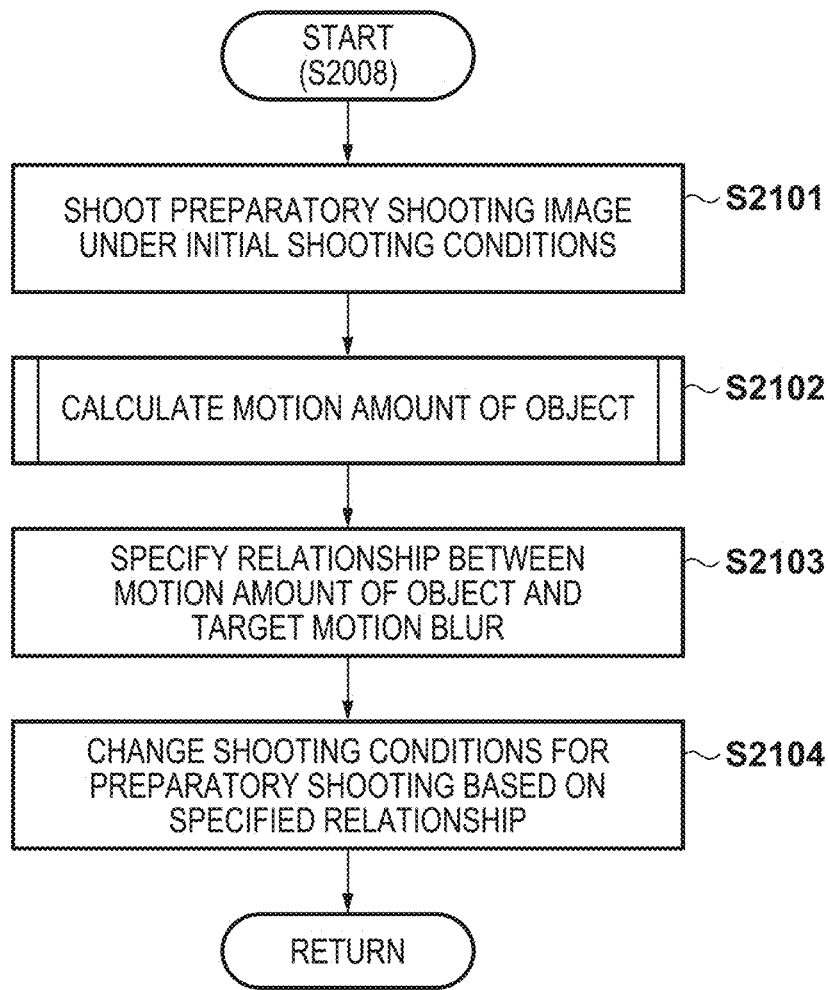 START
(S2008)
SHOOT PREPARATORY SHOOTING IMAGE
UNDER INITIAL SHOOTING CONDITIONS
S2101
CALCULATE MOTION AMOUNT OF OBJECT
S2102
SPECIFY RELATIONSHIP BETWEEN
MOTION AMOUNT OF OBJECT AND
TARGET MOTION BLUR
S2103
CHANGE SHOOTING CONDITIONS FOR
PREPARATORY SHOOTING BASED ON
SPECIFIED RELATIONSHIP
S2104
RETURN